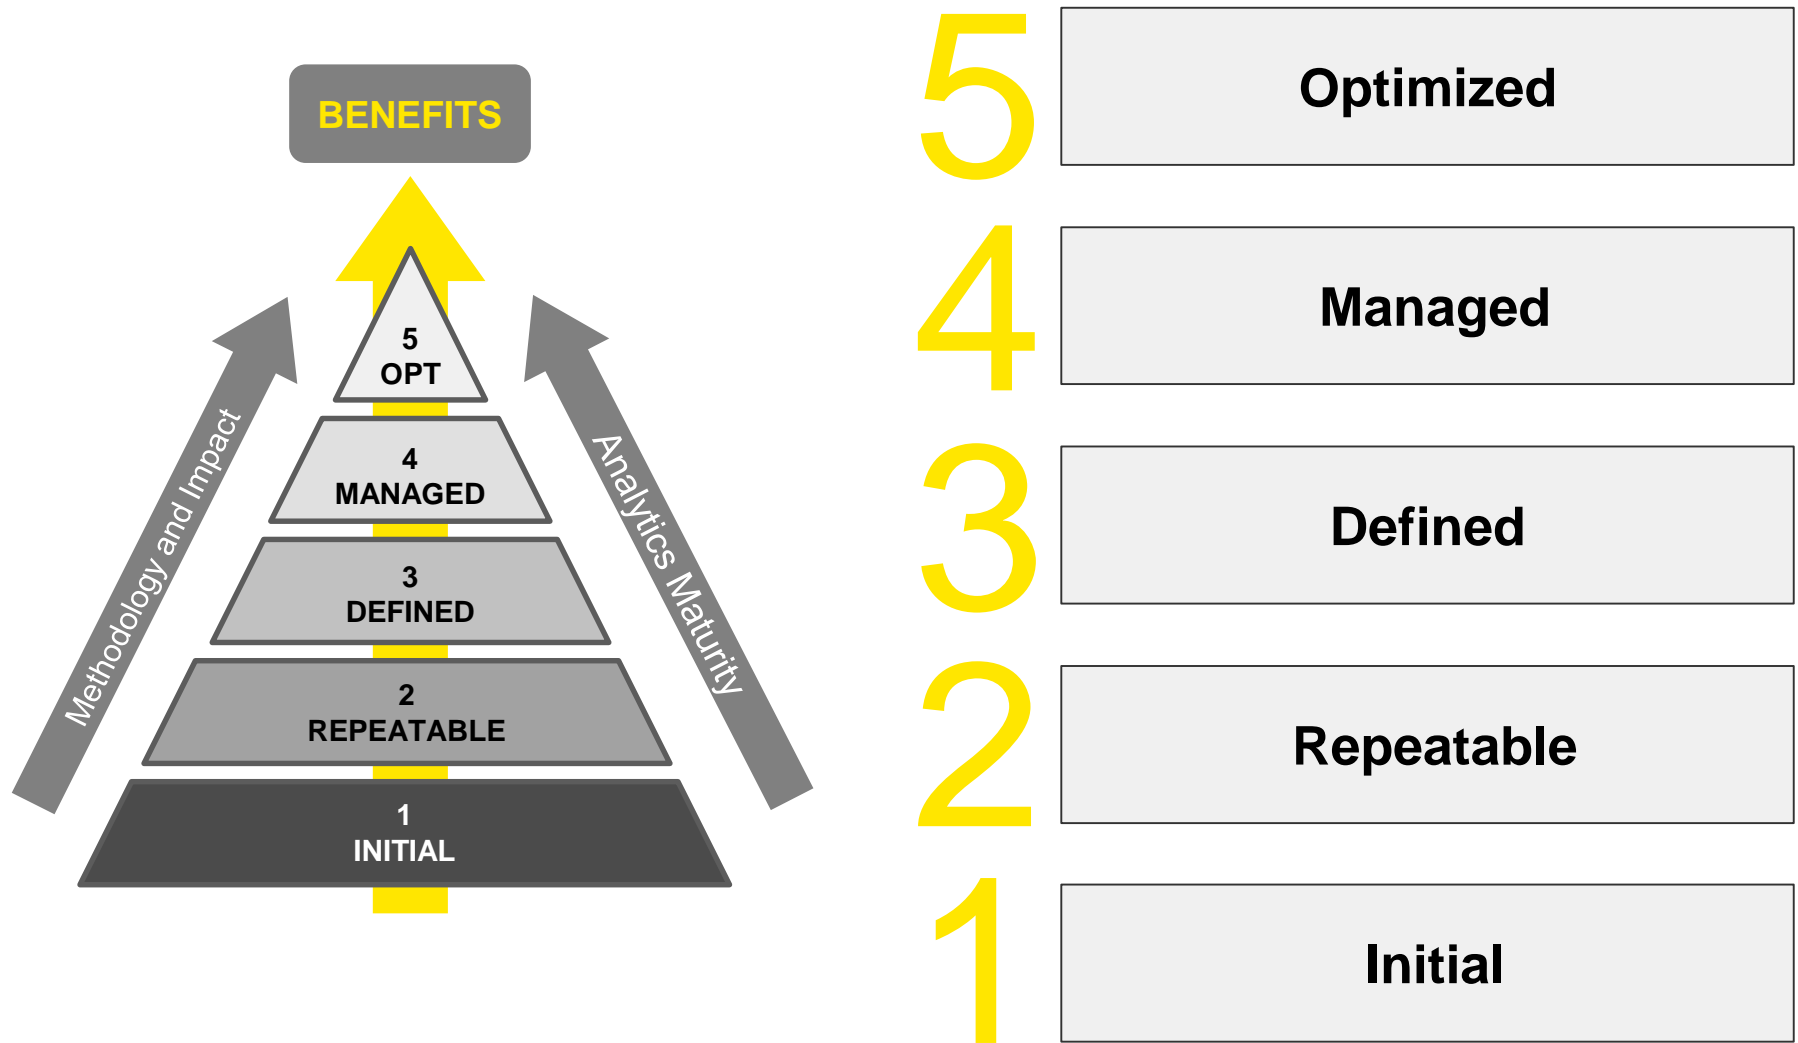 BENEFITS
5
OPT
4
MANAGED
3
DEFINED
2
REPEATABLE
1
INITIAL
Methodology and Impact
Analytics Maturity
5
Optimized
4
Managed
3
Defined
2
Repeatable
1
Initial